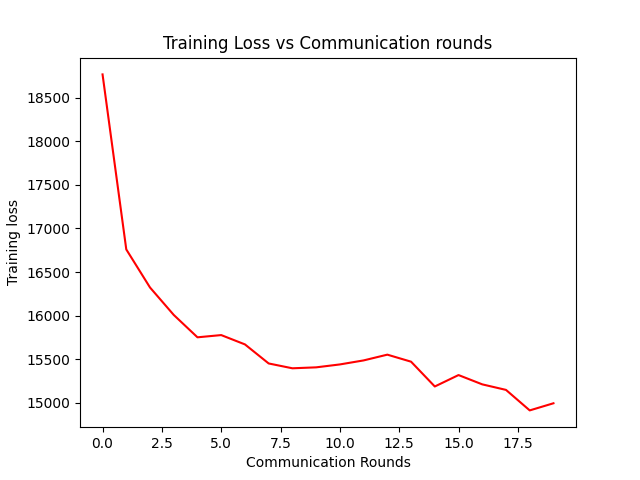 Training Loss vs Communication rounds
Training loss
18500
18000
17500
17000
16500
16000
15500
15000
0.0 2.5 5.0 7.5 10.0 12.5 15.0 17.5
Communication Rounds